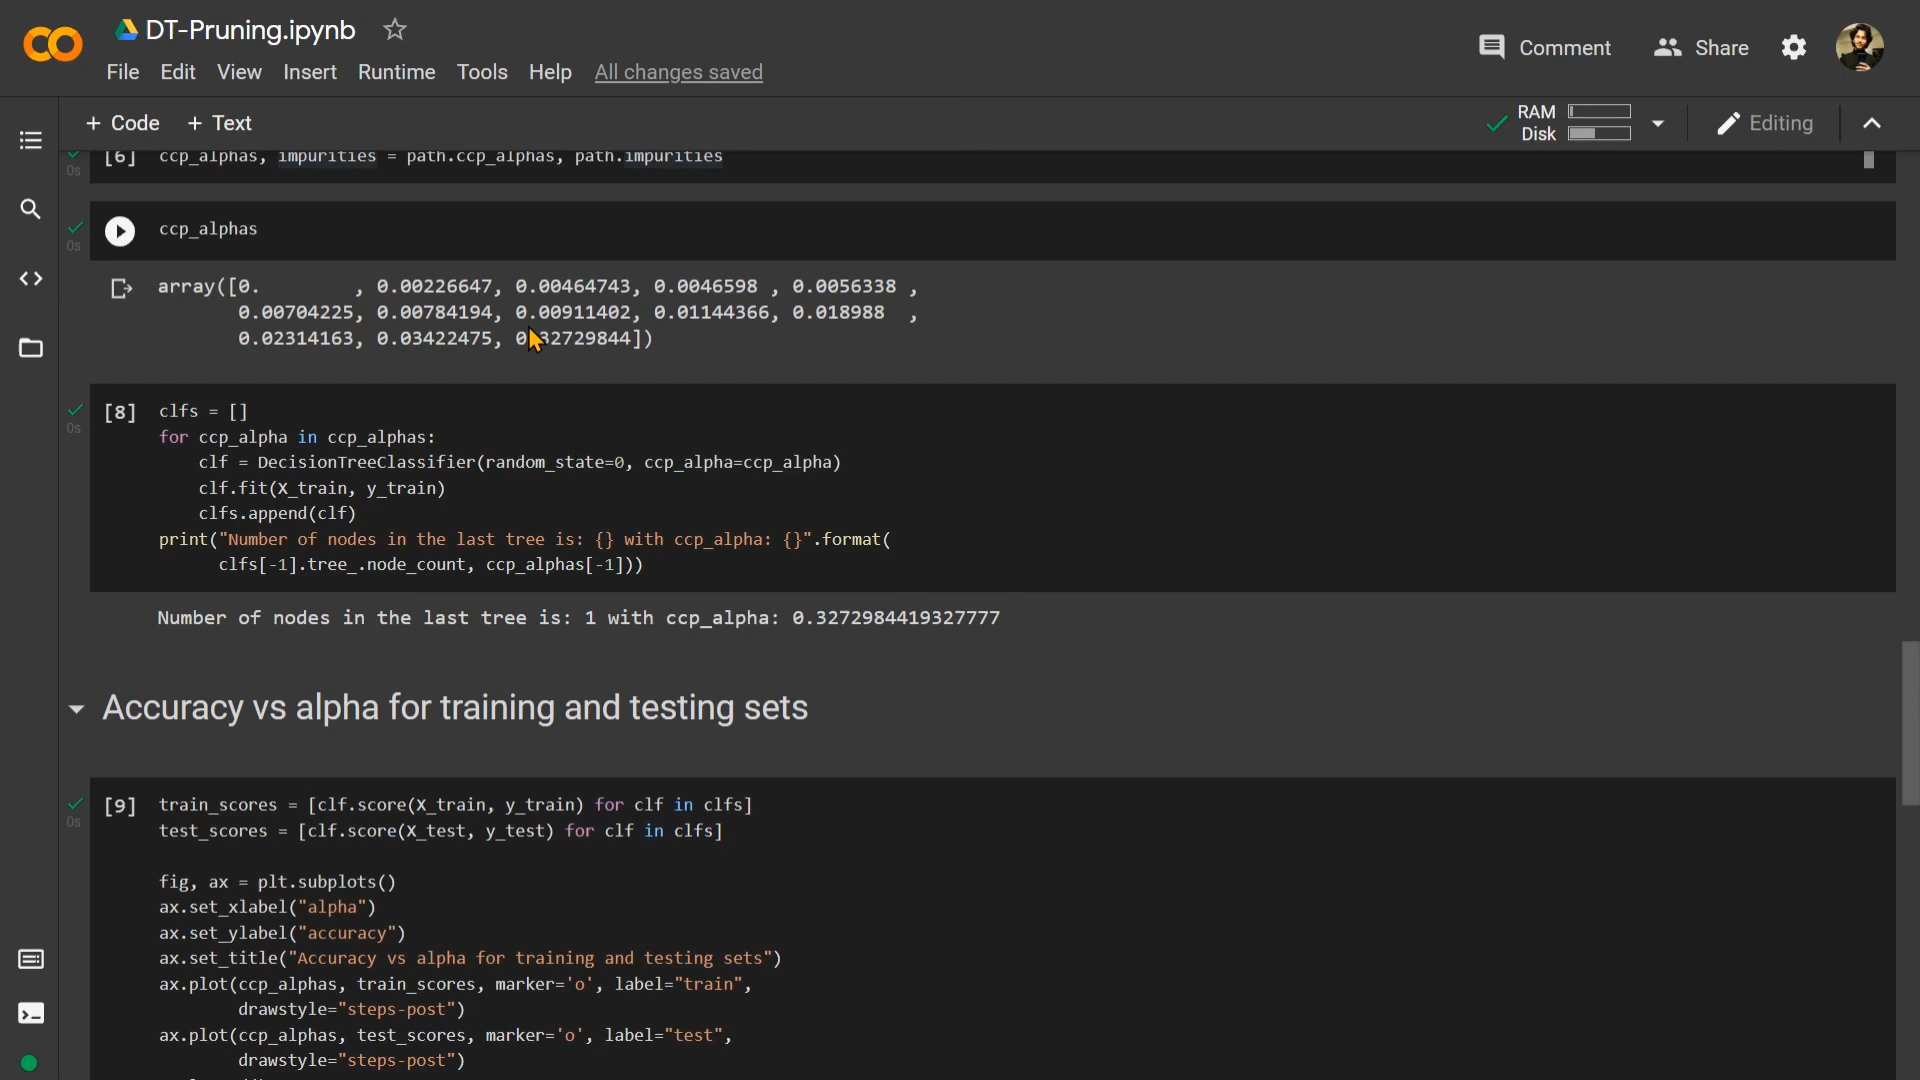 DT-Pruning.ipynb
File Edit View Insert Runtime Tools Help All changes saved
Comment
Share
+ Code + Text
RAM
Disk
Editing
[6] ccp_alphas, impurities = path.ccp_alphas, path.impurities
0s
ccp_alphas
0s
array([0.        , 0.00226647, 0.00464743, 0.0046598 , 0.0056338 ,
0.00704225, 0.00784194, 0.00911402, 0.01144366, 0.018988  ,
0.02314163, 0.03422475, 0.32729844])
[8] clfs = []
0s
for ccp_alpha in ccp_alphas:
clf = DecisionTreeClassifier(random_state=0, ccp_alpha=ccp_alpha)
clf.fit(X_train, y_train)
clfs.append(clf)
print("Number of nodes in the last tree is: {} with ccp_alpha: {}".format(
clfs[-1].tree_.node_count, ccp_alphas[-1]))
Number of nodes in the last tree is: 1 with ccp_alpha: 0.3272984419327777
Accuracy vs alpha for training and testing sets
[9] train_scores = [clf.score(X_train, y_train) for clf in clfs]
0s
test_scores = [clf.score(X_test, y_test) for clf in clfs]
fig, ax = plt.subplots()
ax.set_xlabel("alpha")
ax.set_ylabel("accuracy")
ax.set_title("Accuracy vs alpha for training and testing sets")
ax.plot(ccp_alphas, train_scores, marker='o', label="train",
drawstyle="steps-post")
ax.plot(ccp_alphas, test_scores, marker='o', label="test",
drawstyle="steps-post")